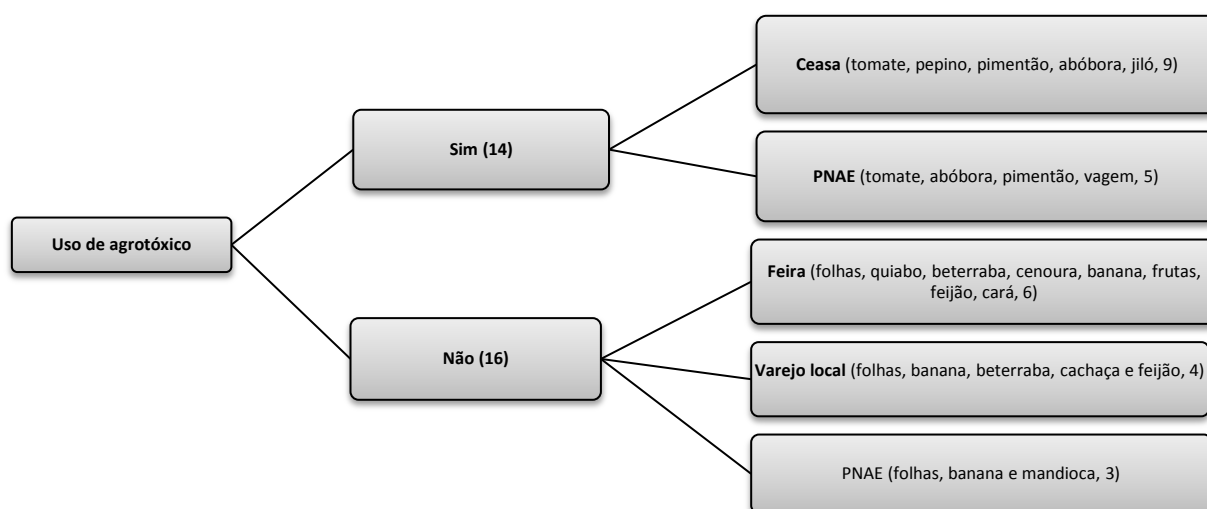 Uso de agrotóxico
Sim (14)
Ceasa (tomate, pepino, pimentão, abóbora, jiló, 9)
PNAE (tomate, abóbora, pimentão, vagem, 5)
Não (16)
Feira (folhas, quiabo, beterraba, cenoura, banana, frutas,
feijão, cará, 6)
Varejo local (folhas, banana, beterraba, cachaça e feijão, 4)
PNAE (folhas, banana e mandioca, 3)